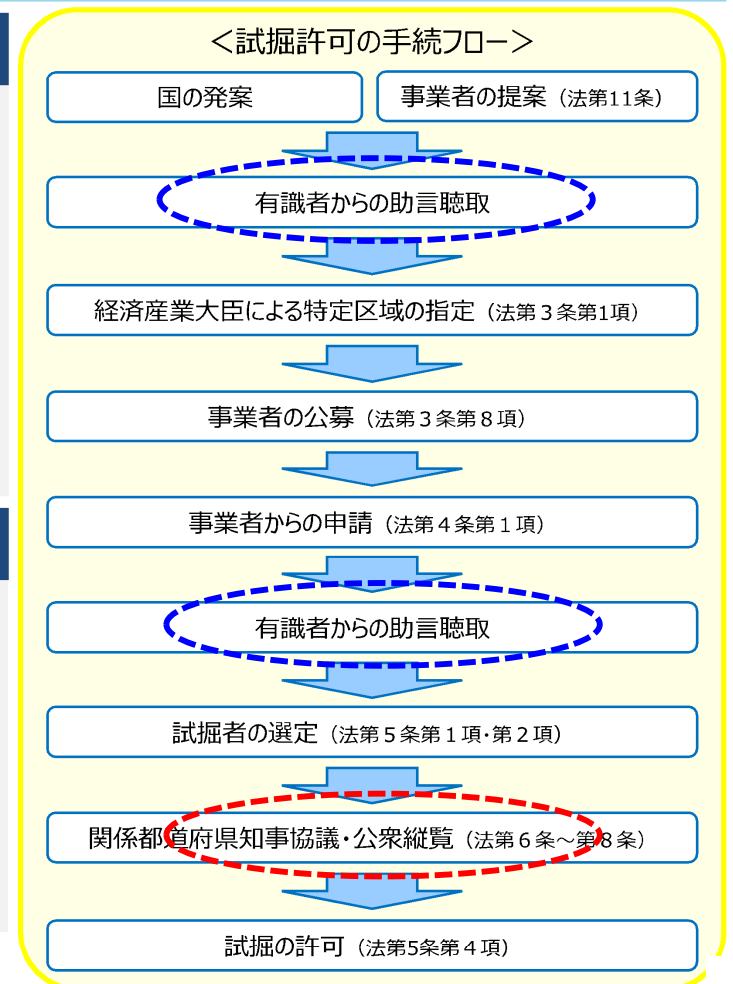 ＜試掘許可の手続フロー＞
国の発案
事業者の提案（法第11条）
有識者からの助言聴取
経済産業大臣による特定区域の指定（法第３条第1項）
事業者の公募（法第３条第８項）
事業者からの申請（法第４条第１項）
有識者からの助言聴取
試掘者の選定（法第５条第１項・第２項）
関係都道府県知事協議・公衆縦覧（法第６条～第８条）
試掘の許可（法第5条第４項）